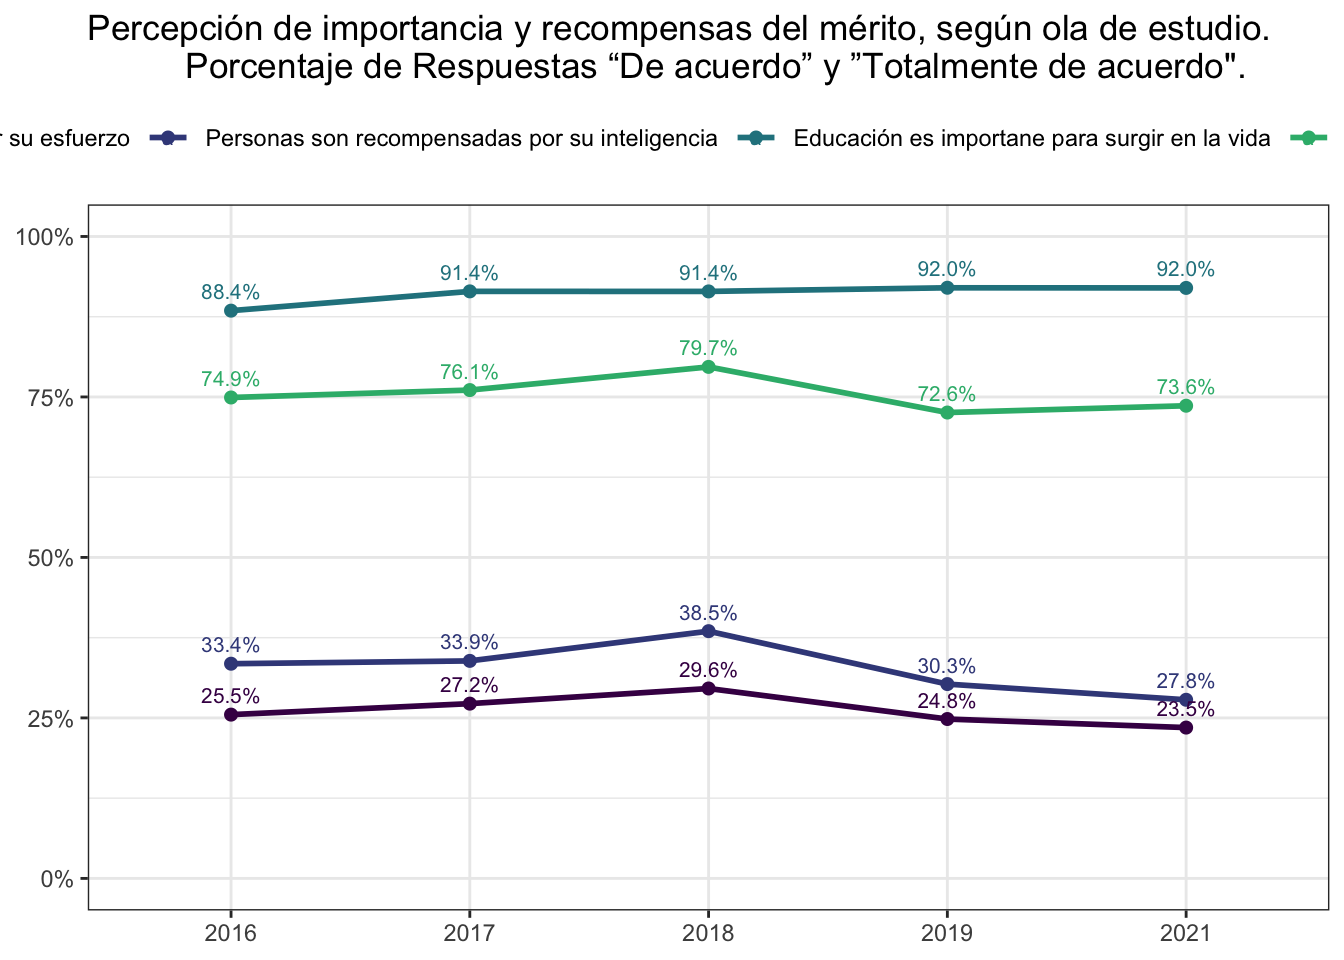 Percepción de importancia y recompensas del mérito, según ola de estudio.
Porcentaje de Respuestas “De acuerdo” y ”Totalmente de acuerdo".
su esfuerzo Personas son recompensadas por su inteligencia Educación es importane para surgir en la vida
100%
75%
50%
25%
0%
88.4% 91.4% 91.4% 92.0% 92.0%
74.9% 76.1% 79.7% 72.6% 73.6%
33.4% 33.9% 38.5% 30.3% 27.8%
25.5% 27.2% 29.6% 24.8% 23.5%
2016 2017 2018 2019 2021